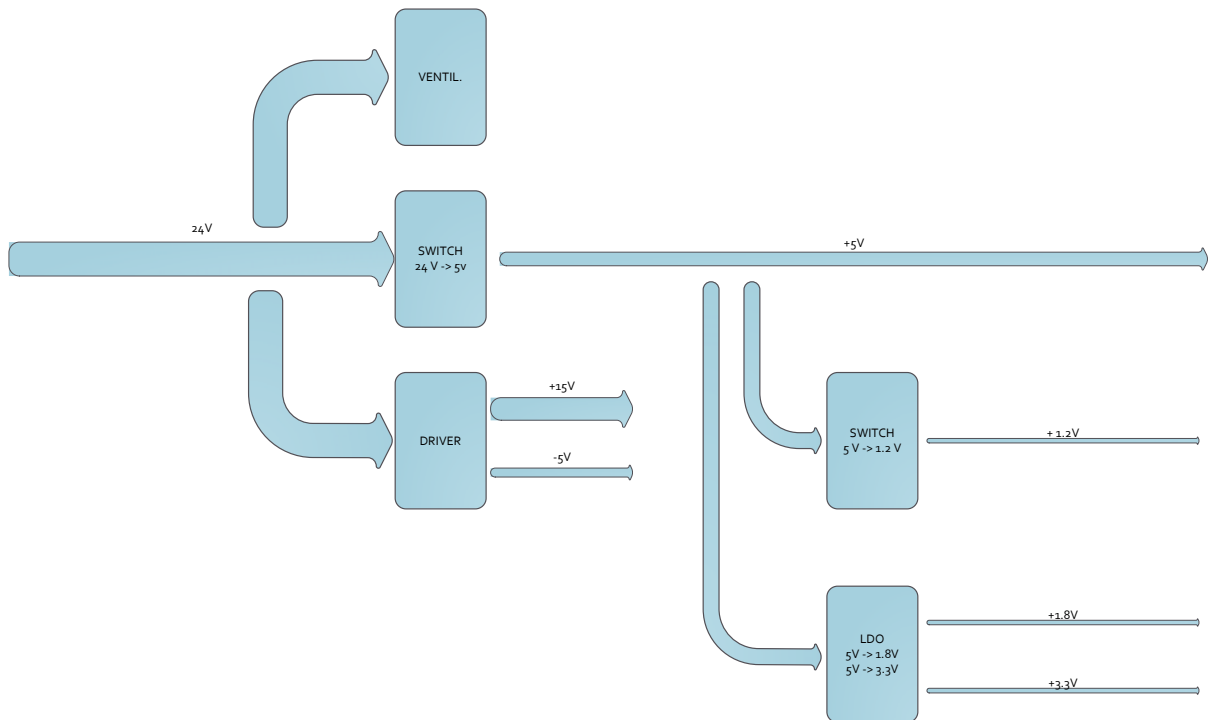 VENTIL.
24V
SWITCH
24 V -> 5v
+5V
DRIVER
+15V
-5V
SWITCH
5 V -> 1.2 V
+ 1.2V
LDO
5V -> 1.8V
5V -> 3.3V
+1.8V
+3.3V